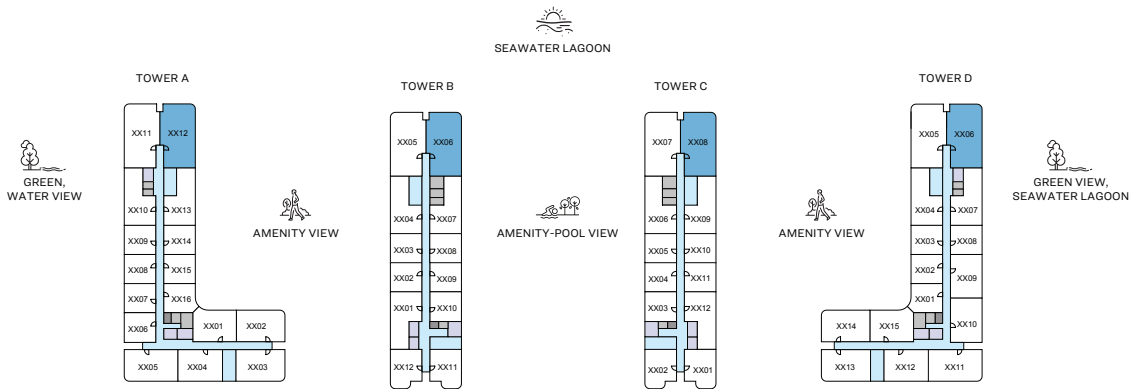 SEAWATER LAGOON
TOWER A
TOWER B
TOWER C
TOWER D
GREEN,
WATER VIEW
AMENITY VIEW
AMENITY-POOL VIEW
AMENITY VIEW
GREEN VIEW,
SEAWATER LAGOON
XX11 XX12
XX10 XX13
XX09 XX14
XX08 XX15
XX07 XX16
XX06 XX01 XX02
XX05 XX04 XX03
XX05 XX06
XX04 XX07
XX03 XX08
XX02 XX09
XX01 XX10
XX12 XX11
XX07 XX08
XX06 XX09
XX05 XX10
XX04 XX11
XX03 XX12
XX02 XX01
XX05 XX06
XX04 XX07
XX03 XX08
XX02 XX09
XX01
XX14 XX15 XX10
XX13 XX12 XX11